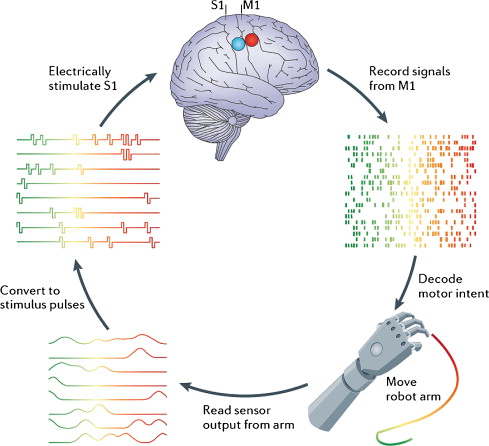 S1 M1
Electrically
stimulate S1
Record signals
from M1
Decode
motor intent
Move
robot arm
Read sensor
output from arm
Convert to
stimulus pulses